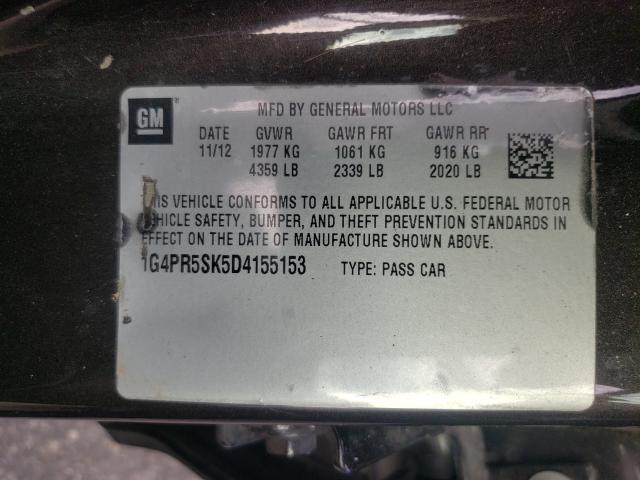 GM
MFD BY GENERAL MOTORS LLC
DATE GVWR GAWR FRT GAWR RR
11/12 1977 KG 1061 KG 916 KG
4359 LB 2339 LB 2020 LB
THIS VEHICLE CONFORMS TO ALL APPLICABLE U.S. FEDERAL MOTOR
VEHICLE SAFETY, BUMPER, AND THEFT PREVENTION STANDARDS IN
EFFECT ON THE DATE OF MANUFACTURE SHOWN ABOVE.
1G4PR5SK5D4155153 TYPE: PASS CAR